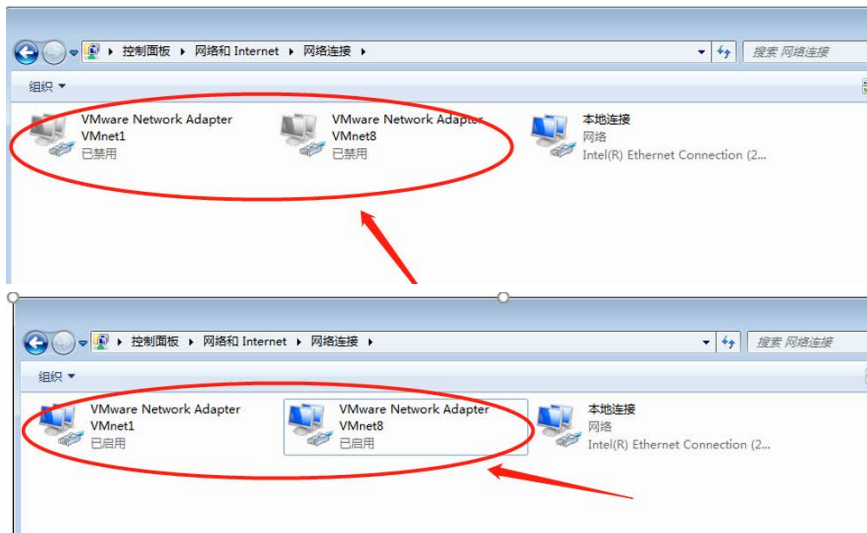 控制面板 ▸ 网络和 Internet ▸ 网络连接 ▸
搜索 网络连接
组织
VMware Network Adapter
VMnet1
已禁用
VMware Network Adapter
VMnet8
已禁用
本地连接
网络
Intel(R) Ethernet Connection (2...
控制面板 ▸ 网络和 Internet ▸ 网络连接 ▸
搜索 网络连接
组织
VMware Network Adapter
VMnet1
已启用
VMware Network Adapter
VMnet8
已启用
本地连接
网络
Intel(R) Ethernet Connection (2...